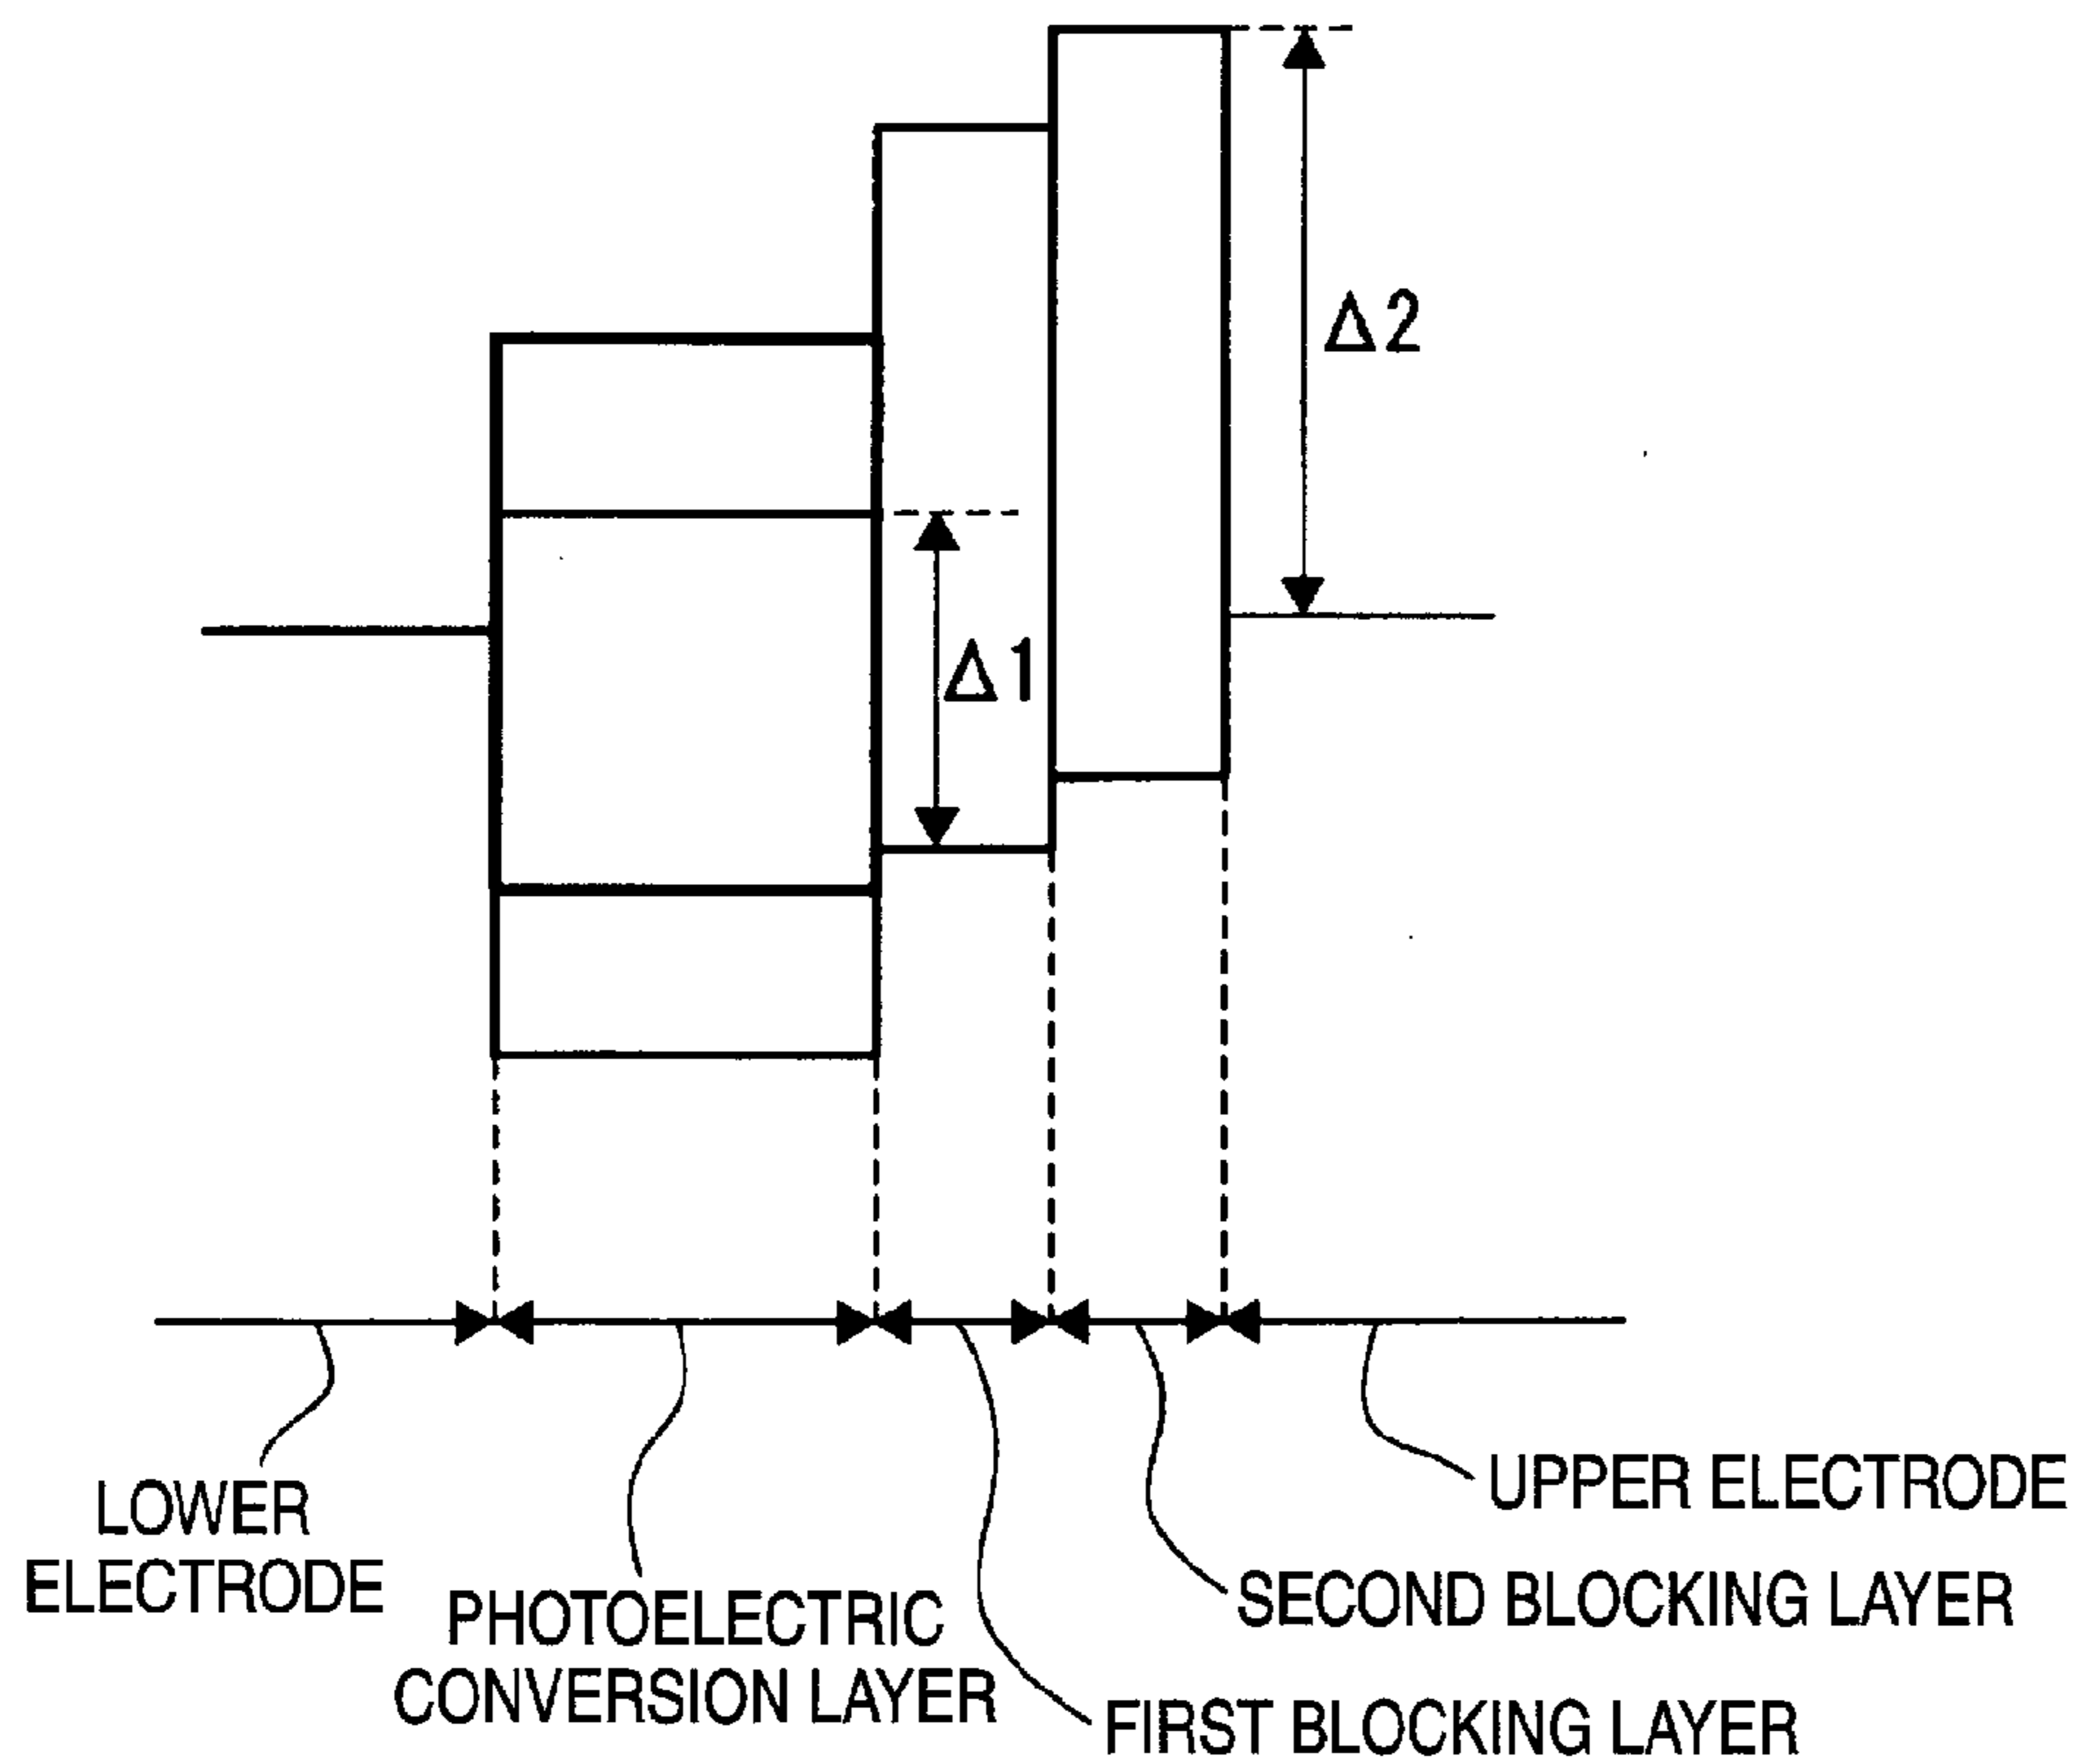 Δ2
Δ1
LOWER
ELECTRODE
PHOTOELECTRIC
CONVERSION LAYER
FIRST BLOCKING LAYER
SECOND BLOCKING LAYER
UPPER ELECTRODE